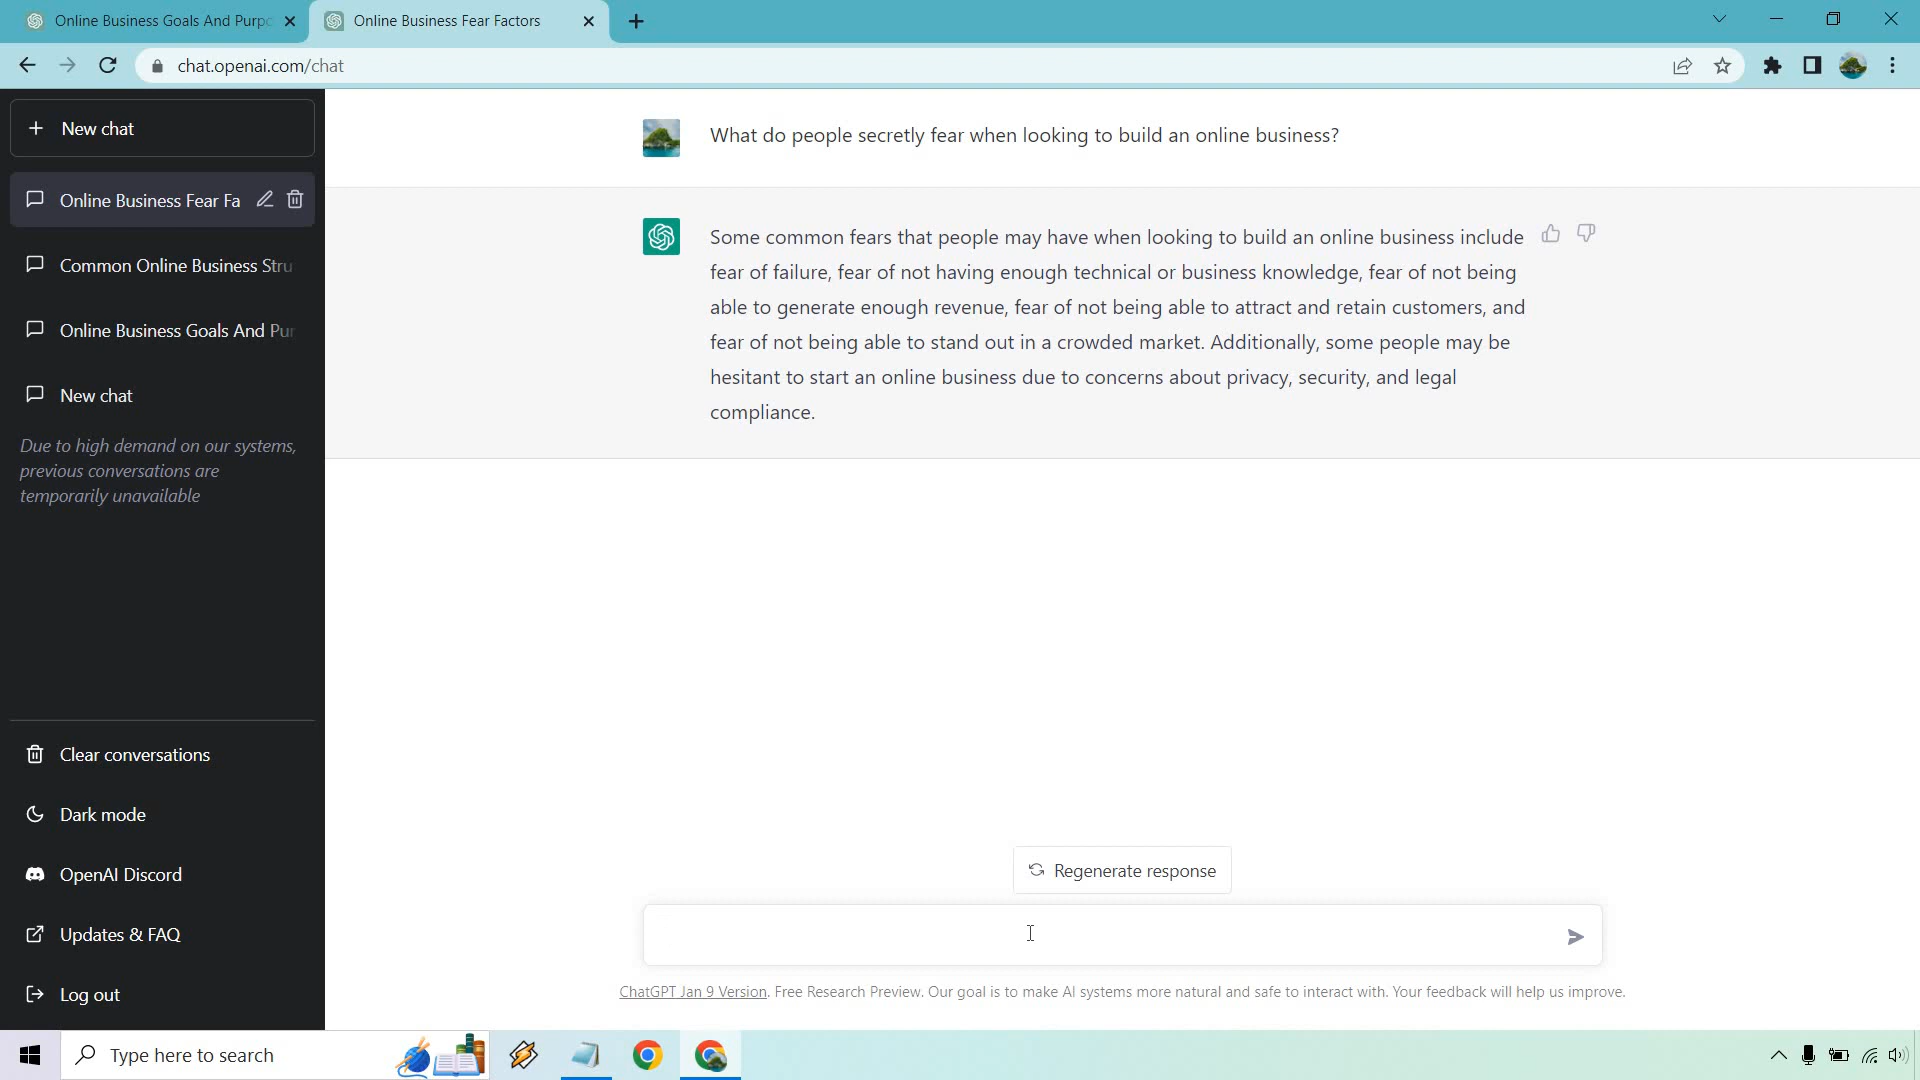 Online Business Goals And Purpo
Online Business Fear Factors
chat.openai.com/chat
New chat
Online Business Fear Fa
Common Online Business Stru
Online Business Goals And Pur
New chat
Due to high demand on our systems,
previous conversations are
temporarily unavailable
Clear conversations
Dark mode
OpenAI Discord
Updates & FAQ
Log out
What do people secretly fear when looking to build an online business?
Some common fears that people may have when looking to build an online business include
fear of failure, fear of not having enough technical or business knowledge, fear of not being
able to generate enough revenue, fear of not being able to attract and retain customers, and
fear of not being able to stand out in a crowded market. Additionally, some people may be
hesitant to start an online business due to concerns about privacy, security, and legal
compliance.
Regenerate response
ChatGPT Jan 9 Version. Free Research Preview. Our goal is to make AI systems more natural and safe to interact with. Your feedback will help us improve.
Type here to search